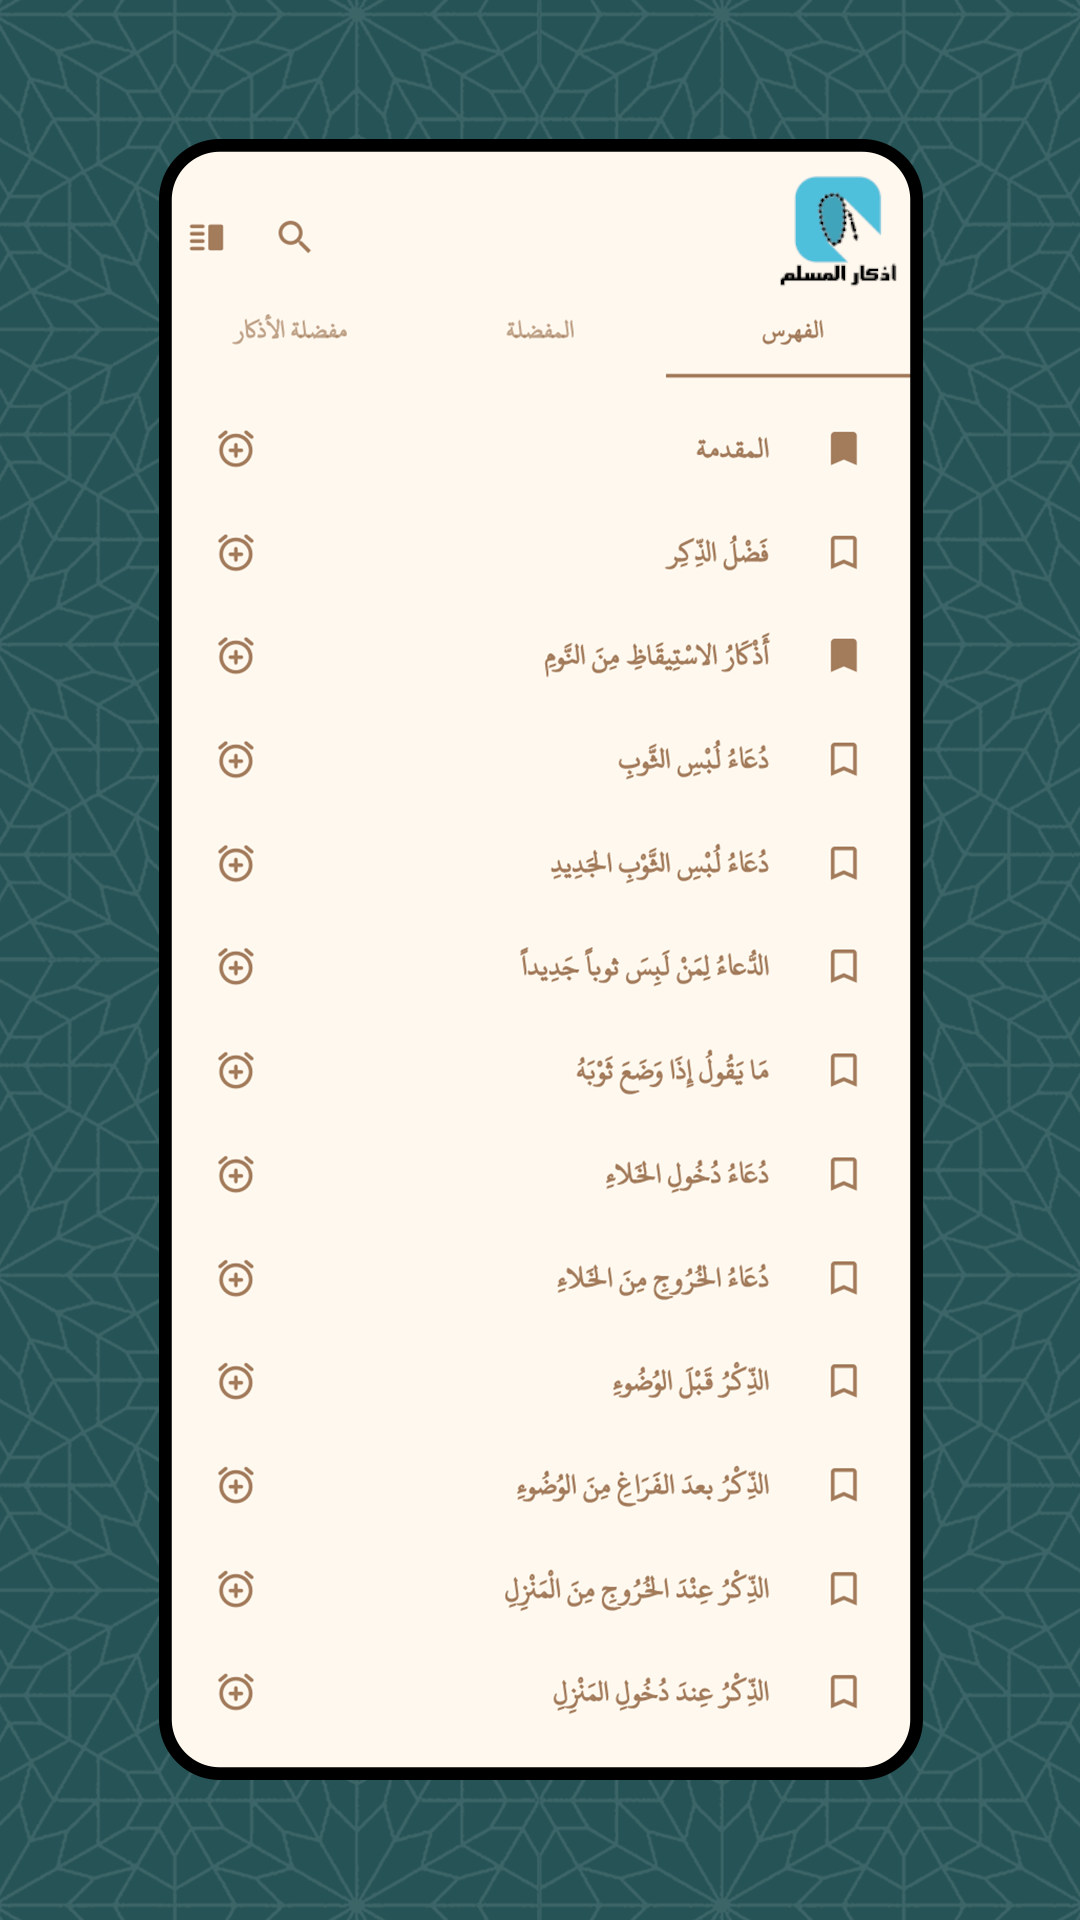 اذكار المسلم
الفهرس
المفضلة
مفضلة الأذكار
المقدمة
فَضْلُ الذِّكِر
أَذْكَارُ الاسْتِيقَاظِ مِنَ النَّومِ
دُعَاءُ لُبْسِ الثَّوبِ
دُعَاءُ لُبْسِ الثَّوْبِ الجَدِيدِ
الدُّعاءُ لِمَنْ لَبِسَ ثوباً جَدِيداً
مَا يَقُولُ إِذَا وَضَعَ ثَوْبَهُ
دُعَاءُ دُخُولِ الخَلاءِ
دُعَاءُ الخُرُوجِ مِنَ الخَلاءِ
الذِّكْرُ قَبْلَ الوُضُوءِ
الذِّكْرُ بعدَ الفَرَاغِ مِنَ الوُضُوءِ
الذِّكْرُ عِنْدَ الخُرُوجِ مِنَ الْمَنْزِلِ
الذِّكْرُ عِندَ دُخُولِ المَنْزِلِ